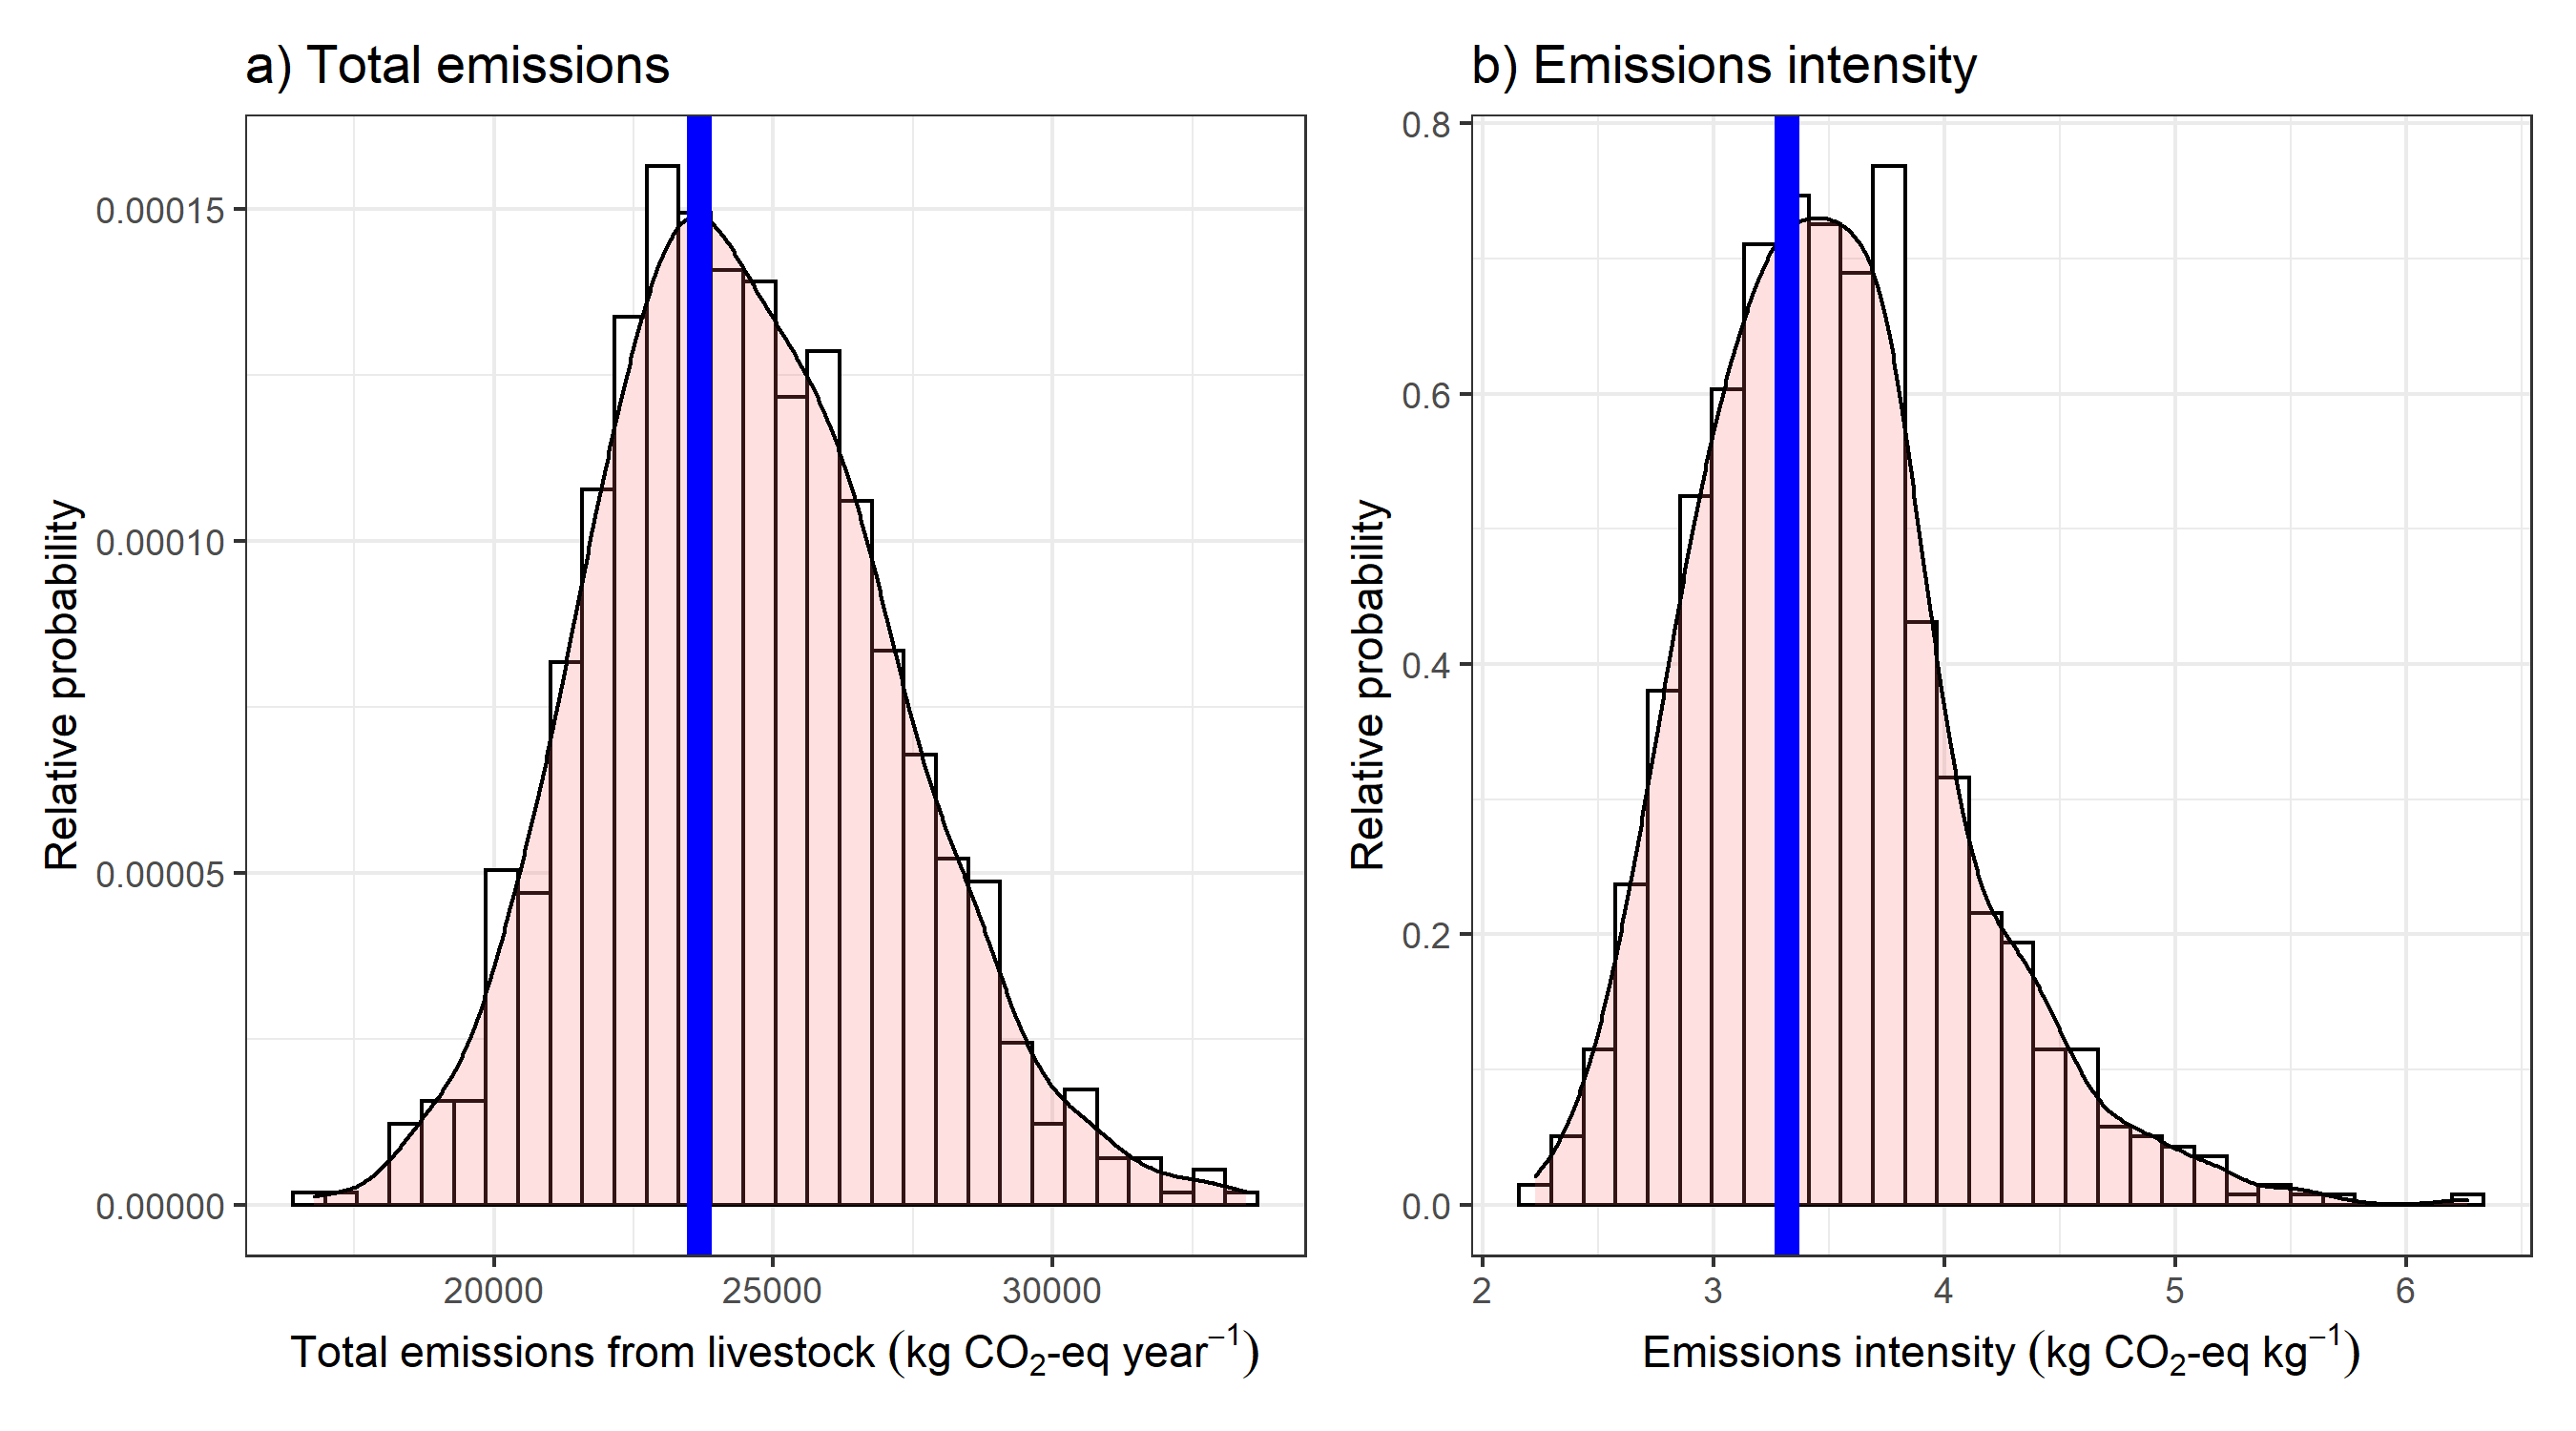 a) Total emissions
0.00015
0.00010
0.00005
0.00000
Relative probability
20000 25000 30000
Total emissions from livestock (kg CO₂-eq year⁻¹)
b) Emissions intensity
0.8
0.6
0.4
0.2
0.0
Relative probability
2 3 4 5 6
Emissions intensity (kg CO₂-eq kg⁻¹)